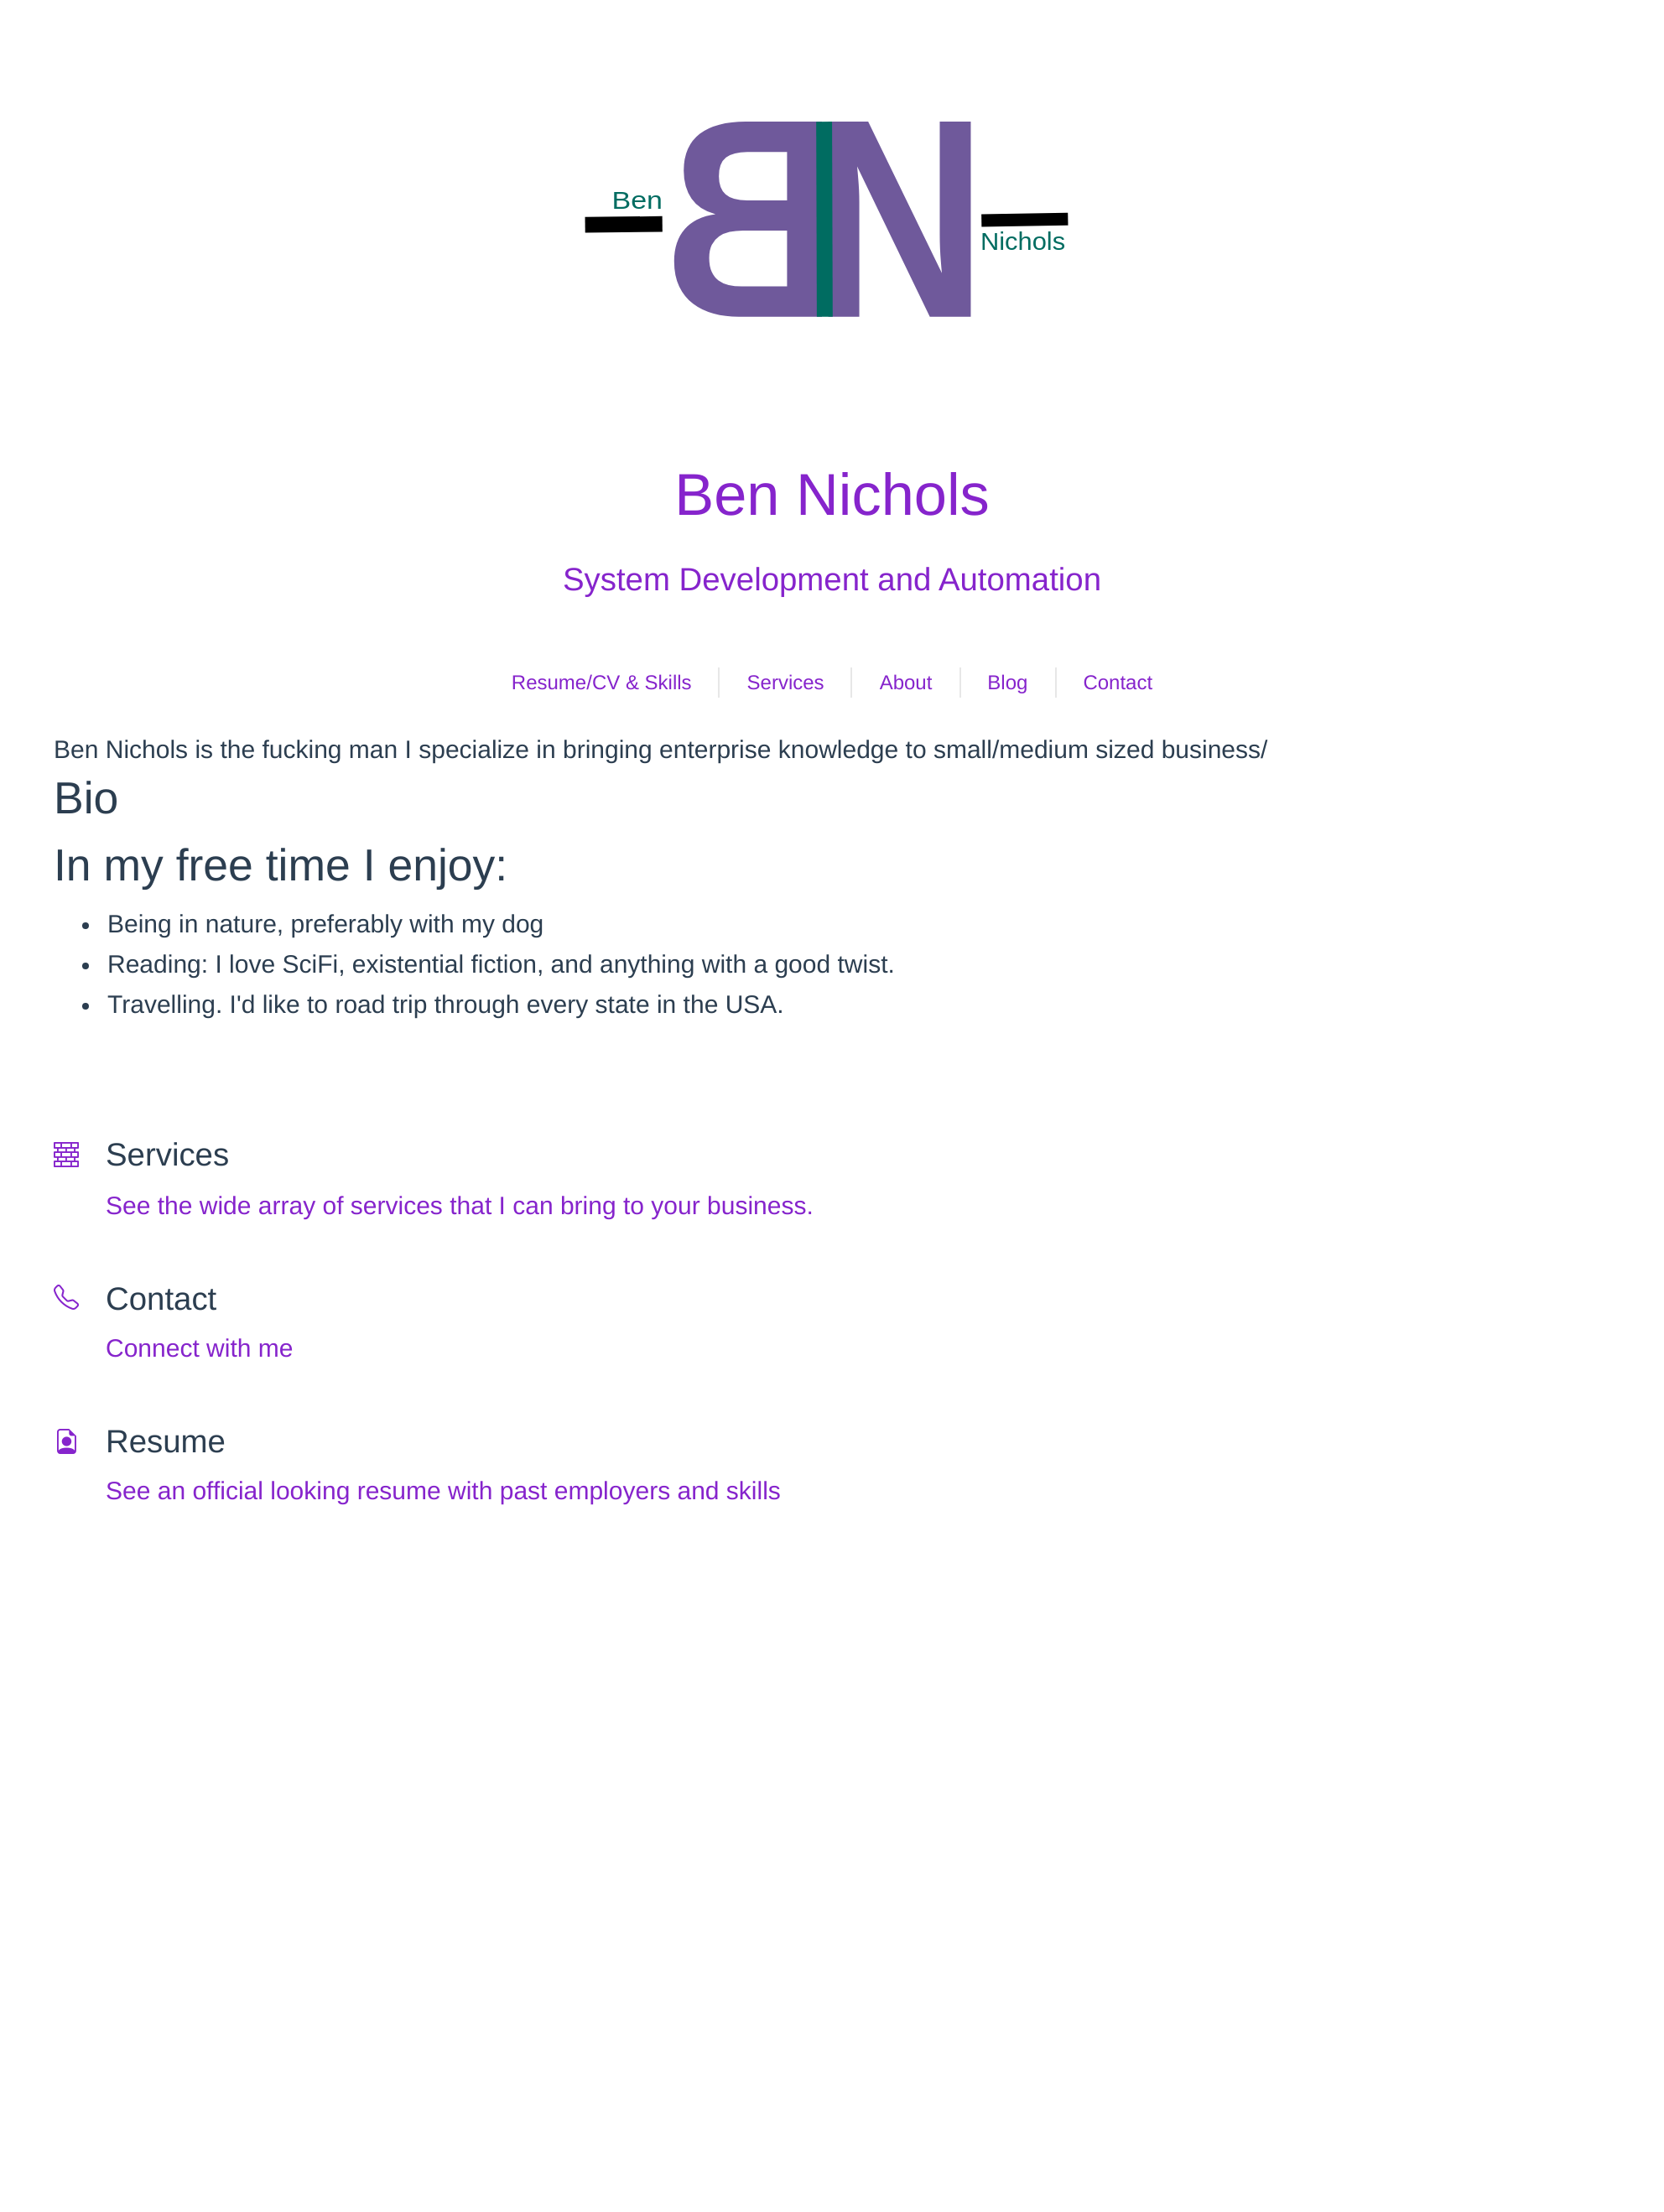 Ben
BN
Nichols
Ben Nichols
System Development and Automation
Resume/CV & Skills Services About Blog Contact
Ben Nichols is the fucking man I specialize in bringing enterprise knowledge to small/medium sized business/
Bio
In my free time I enjoy:
Being in nature, preferably with my dog
Reading: I love SciFi, existential fiction, and anything with a good twist.
Travelling. I'd like to road trip through every state in the USA.
Services
See the wide array of services that I can bring to your business.
Contact
Connect with me
Resume
See an official looking resume with past employers and skills